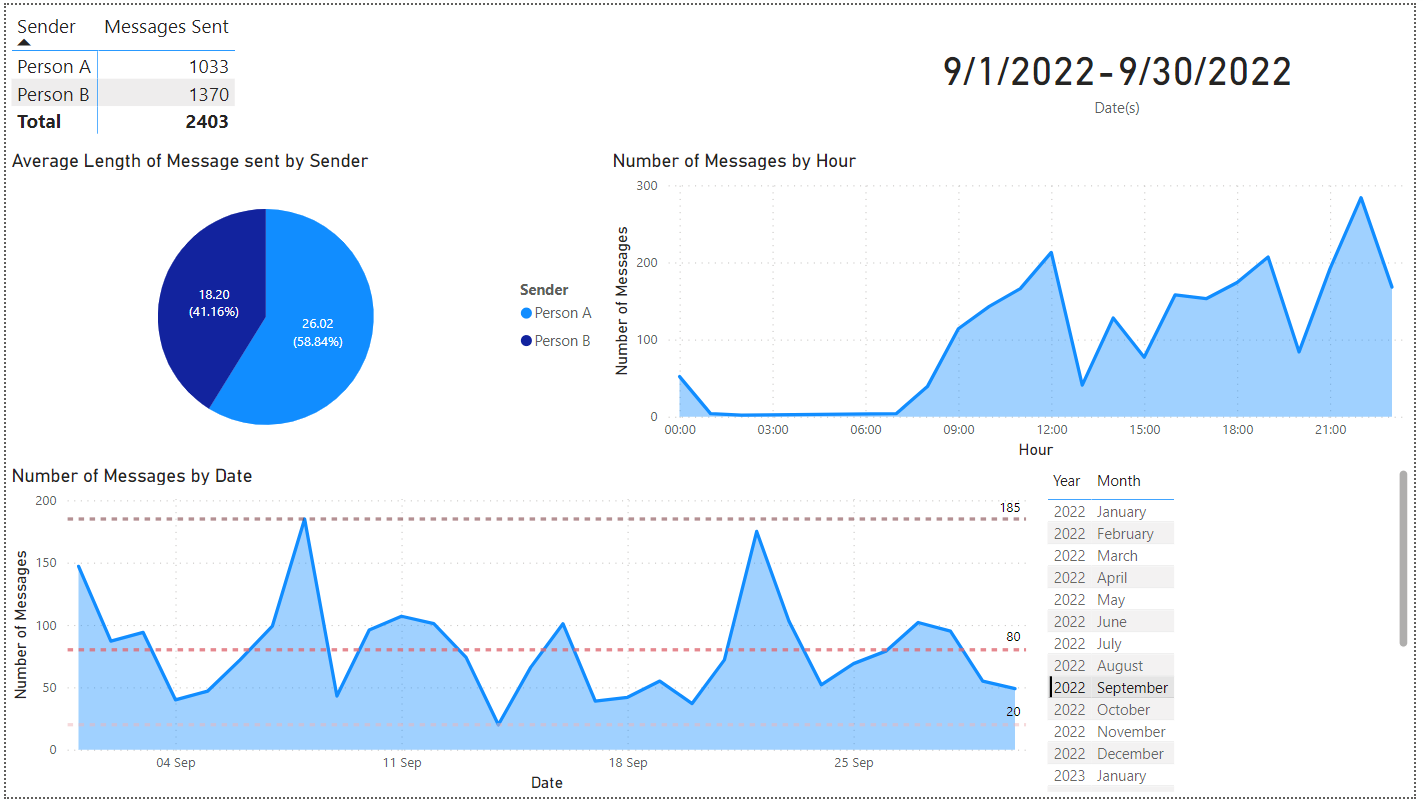 Sender Messages Sent
Person A 1033
Person B 1370
Total 2403
9/1/2022-9/30/2022
Date(s)
Average Length of Message sent by Sender
18.20
(41.16%)
26.02
(58.84%)
Sender
Person A
Person B
Number of Messages by Hour
Number of Messages
300
200
100
0
00:00 03:00 06:00 09:00 12:00 15:00 18:00 21:00
Hour
Number of Messages by Date
Number of Messages
200
150
100
50
0
185
80
20
04 Sep 11 Sep 18 Sep 25 Sep
Date
Year Month
2022 January
2022 February
2022 March
2022 April
2022 May
2022 June
2022 July
2022 August
2022 September
2022 October
2022 November
2022 December
2023 January